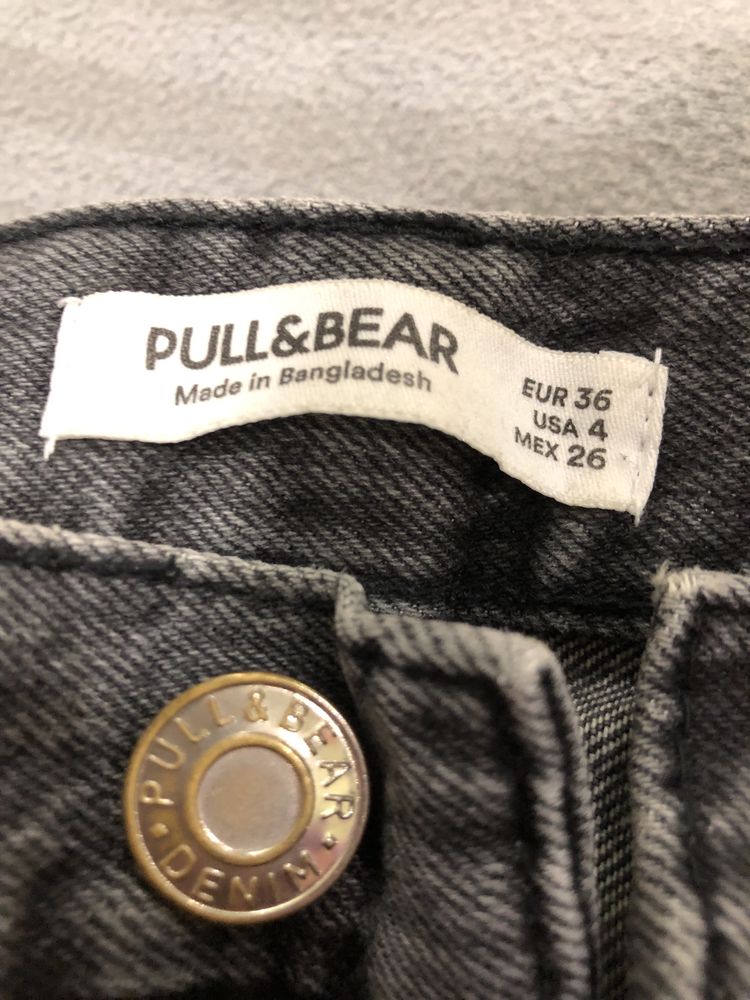 PULL&BEAR
Made in Bangladesh
EUR 36
USA 4
MEX 26
PULL&BEAR
DENIM